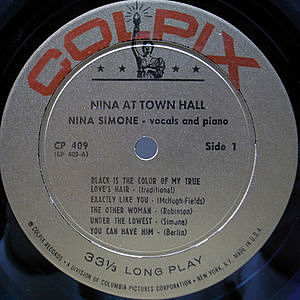 COLPIX
NINA AT TOWN HALL
NINA SIMONE - vocals and piano
CP 409
(CP 409-A)
Side 1
BLACK IS THE COLOR OF MY TRUE
LOVE'S HAIR - (traditional)
EXACTLY LIKE YOU - (McHugh-Fields)
THE OTHER WOMAN - (Robinson)
UNDER THE LOWEST - (Simone)
YOU CAN HAVE HIM - (Berlin)
33⅓ LONG PLAY
© COLPIX RECORDS • A DIVISION OF COLUMBIA PICTURES CORPORATION • NEW YORK, N.Y. MADE IN U.S.A.